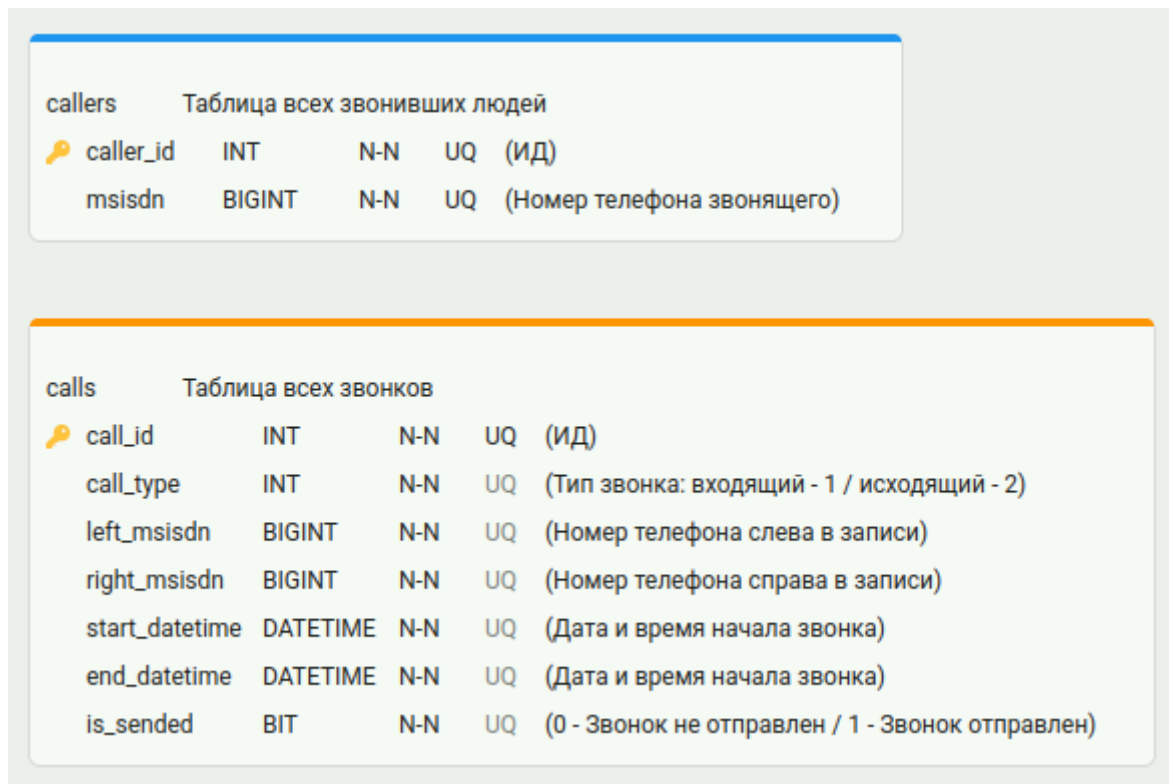 callers Таблица всех звонивших людей
caller_id INT N-N UQ (ИД)
msisdn BIGINT N-N UQ (Номер телефона звонящего)
calls Таблица всех звонков
call_id INT N-N UQ (ИД)
call_type INT N-N UQ (Тип звонка: входящий - 1 / исходящий - 2)
left_msisdn BIGINT N-N UQ (Номер телефона слева в записи)
right_msisdn BIGINT N-N UQ (Номер телефона справа в записи)
start_datetime DATETIME N-N UQ (Дата и время начала звонка)
end_datetime DATETIME N-N UQ (Дата и время начала звонка)
is_sended BIT N-N UQ (0 - Звонок не отправлен / 1 - Звонок отправлен)